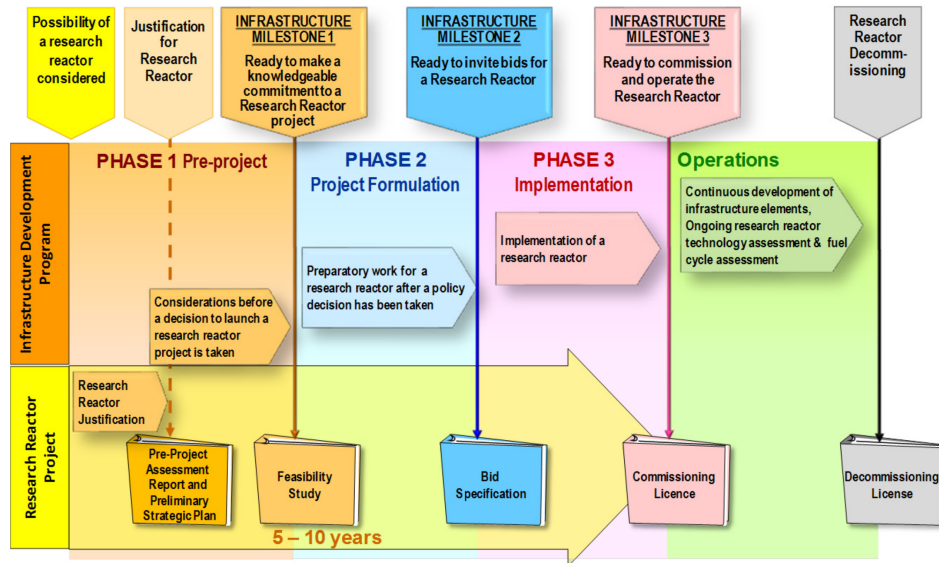 Possibility of
a research
reactor
considered
Justification
for
Research
Reactor
INFRASTRUCTURE
MILESTONE 1
Ready to make a
knowledgeable
commitment to a
Research Reactor
project
INFRASTRUCTURE
MILESTONE 2
Ready to invite bids for
a Research Reactor
INFRASTRUCTURE
MILESTONE 3
Ready to commission
and operate the
Research Reactor
Research
Reactor
Decomm-
issioning
Infrastructure Development
Program
PHASE 1 Pre-project
PHASE 2
Project Formulation
PHASE 3
Implementation
Operations
Considerations before
a decision to launch a
research reactor
project is taken
Preparatory work for a
research reactor after a policy
decision has been taken
Implementation of a
research reactor
Continuous development of
infrastructure elements,
Ongoing research reactor
technology assessment & fuel
cycle assessment
Research Reactor
Project
Research
Reactor
Justification
Pre-Project
Assessment
Report and
Preliminary
Strategic Plan
Feasibility
Study
Bid
Specification
Commissioning
Licence
Decommissioning
License
5 – 10 years